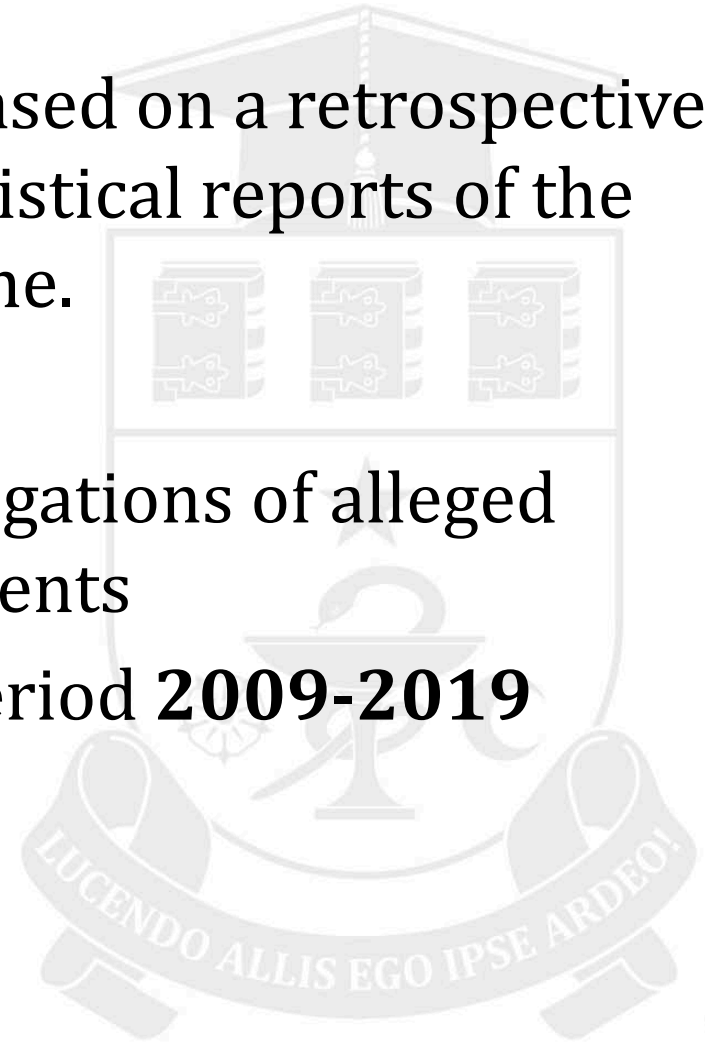 ased on a retrospective
istical reports of the
ne.
gations of alleged
ents
eriod 2009-2019
LUCENDO ALLIS EGO IPSE ARDEO!